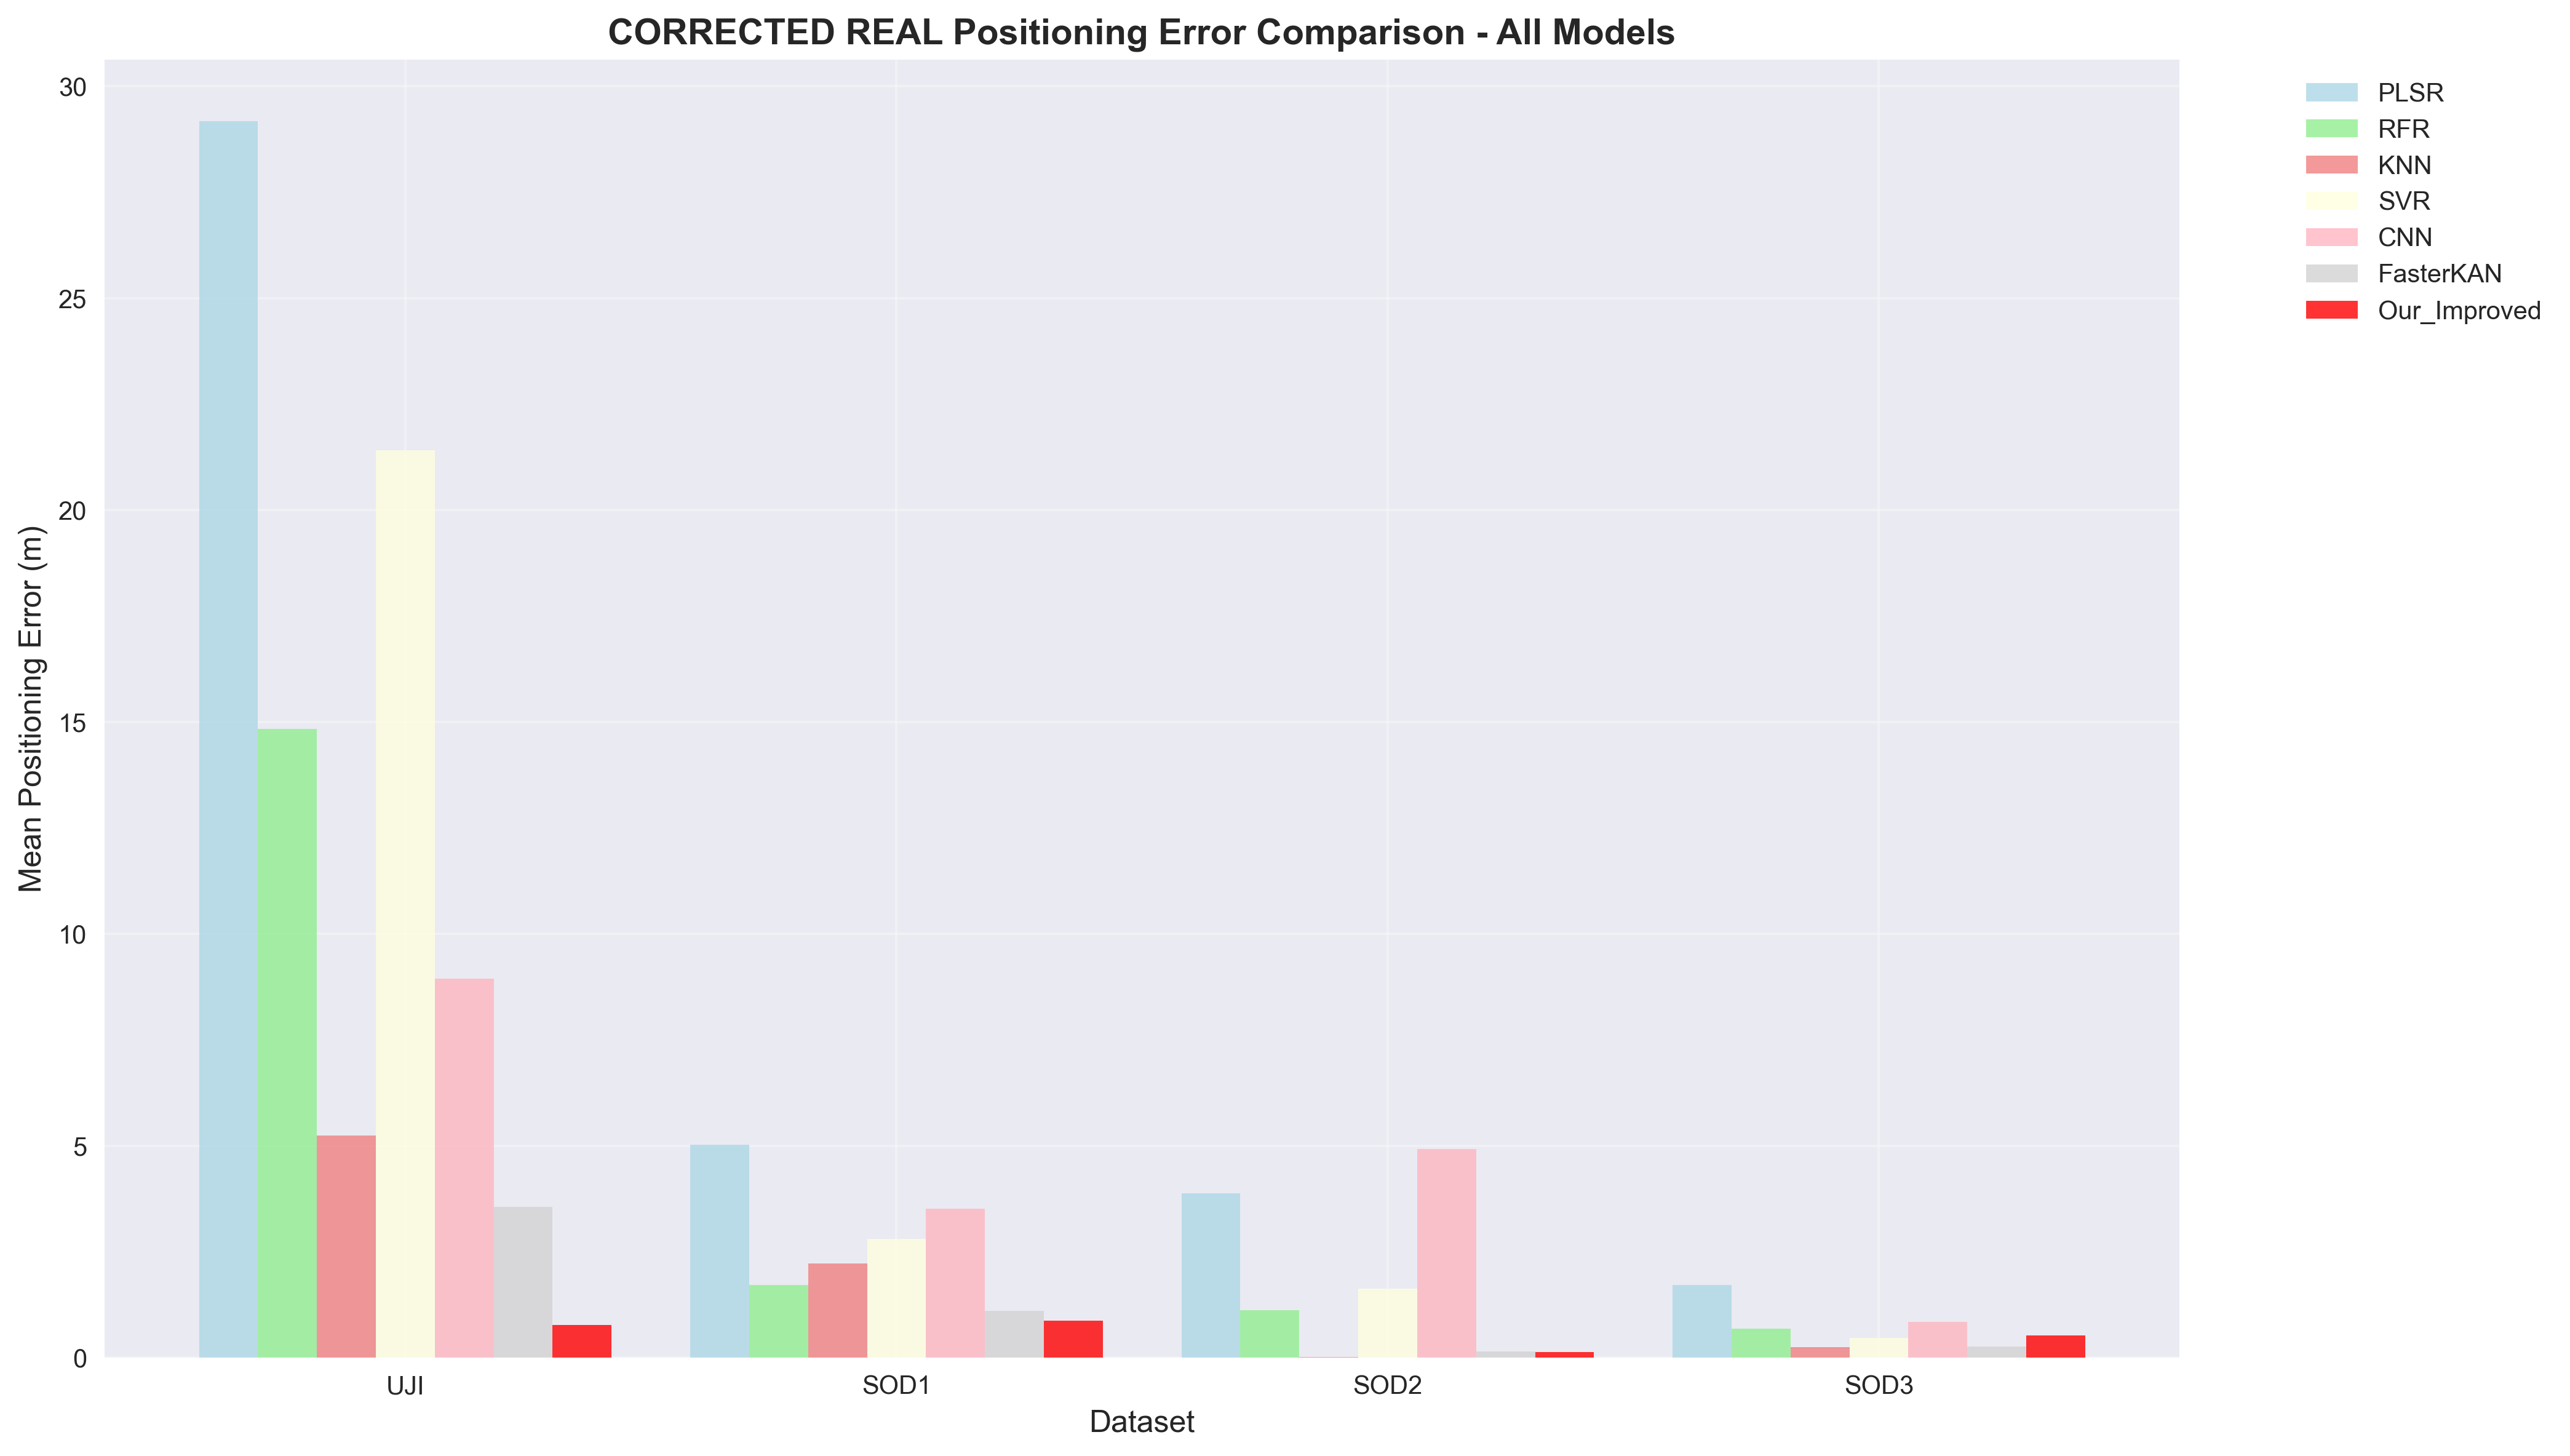 CORRECTED REAL Positioning Error Comparison - All Models
30
25
20
15
10
5
0
Mean Positioning Error (m)
UJI
SOD1
SOD2
SOD3
Dataset
PLSR
RFR
KNN
SVR
CNN
FasterKAN
Our_Improved